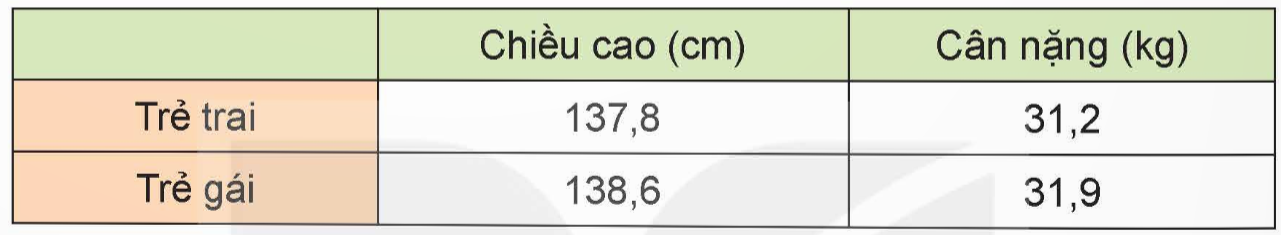 Chiều cao (cm) Cân nặng (kg)
Trẻ trai 137,8 31,2
Trẻ gái 138,6 31,9